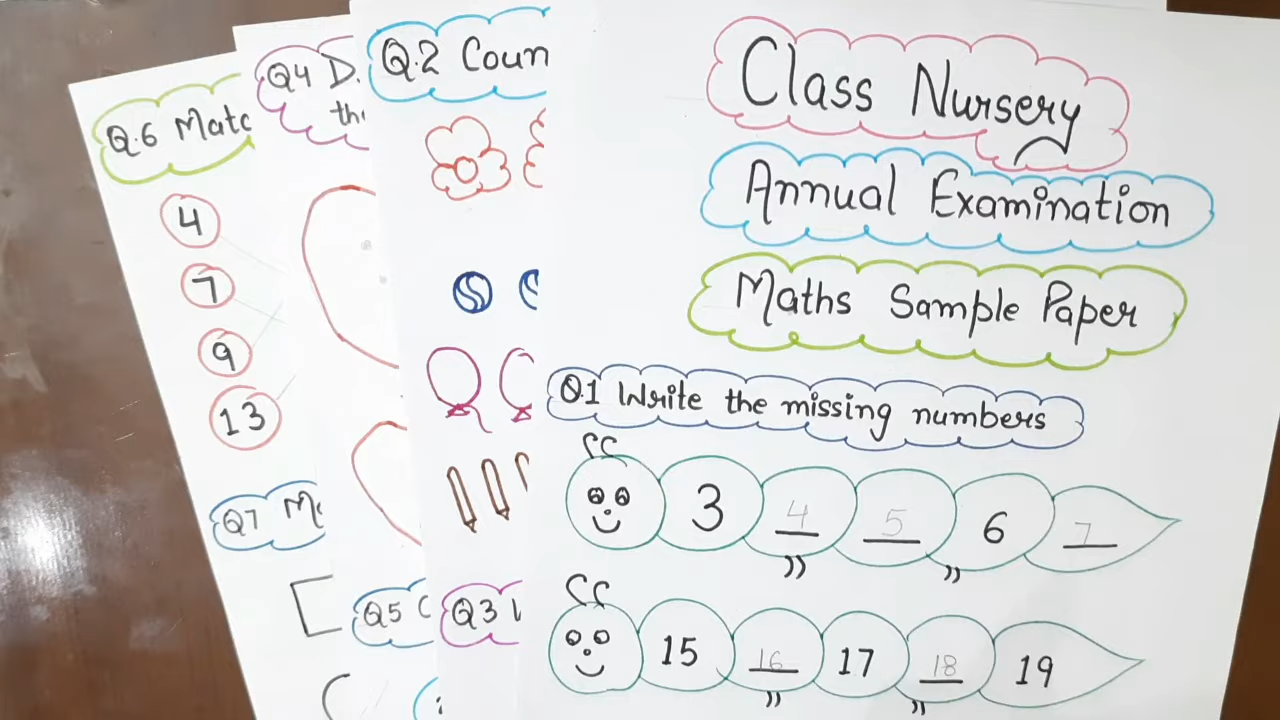 Class Nursery
Annual Examination
Maths Sample Paper
Q.1 Write the missing numbers
3 4 5 6 7
15 16 17 18 19
Q.2 Coun
Q3
Q4 D.
Q5
Q.6 Matc
4
7
9
13
Q7